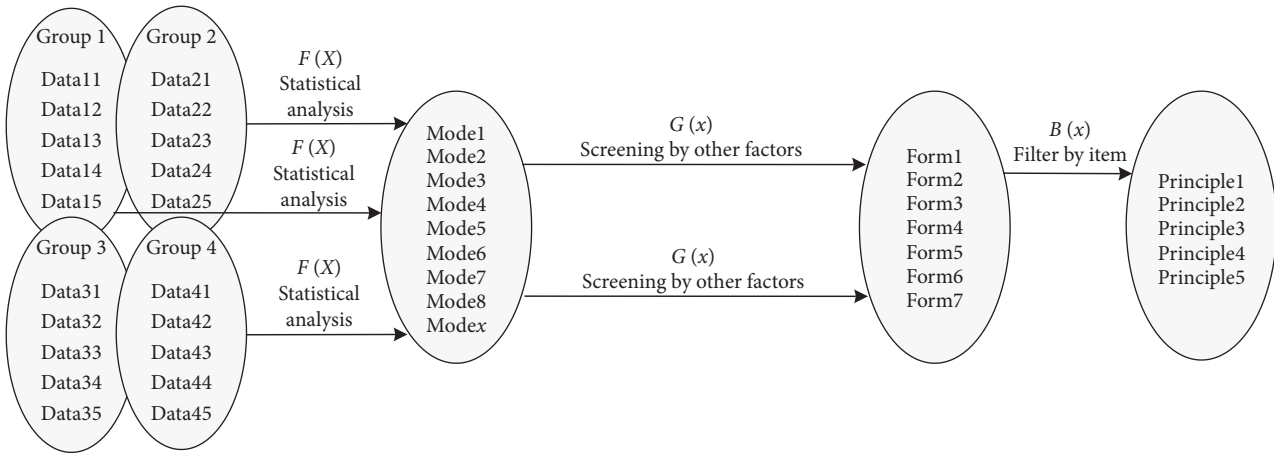 Group 1
Data11
Data12
Data13
Data14
Data15
Group 2
Data21
Data22
Data23
Data24
Data25
Group 3
Data31
Data32
Data33
Data34
Data35
Group 4
Data41
Data42
Data43
Data44
Data45
F (X)
Statistical
analysis
F (X)
Statistical
analysis
F (X)
Statistical
analysis
Mode1
Mode2
Mode3
Mode4
Mode5
Mode6
Mode7
Mode8
Modex
G (x)
Screening by other factors
G (x)
Screening by other factors
Form1
Form2
Form3
Form4
Form5
Form6
Form7
B (x)
Filter by item
Principle1
Principle2
Principle3
Principle4
Principle5